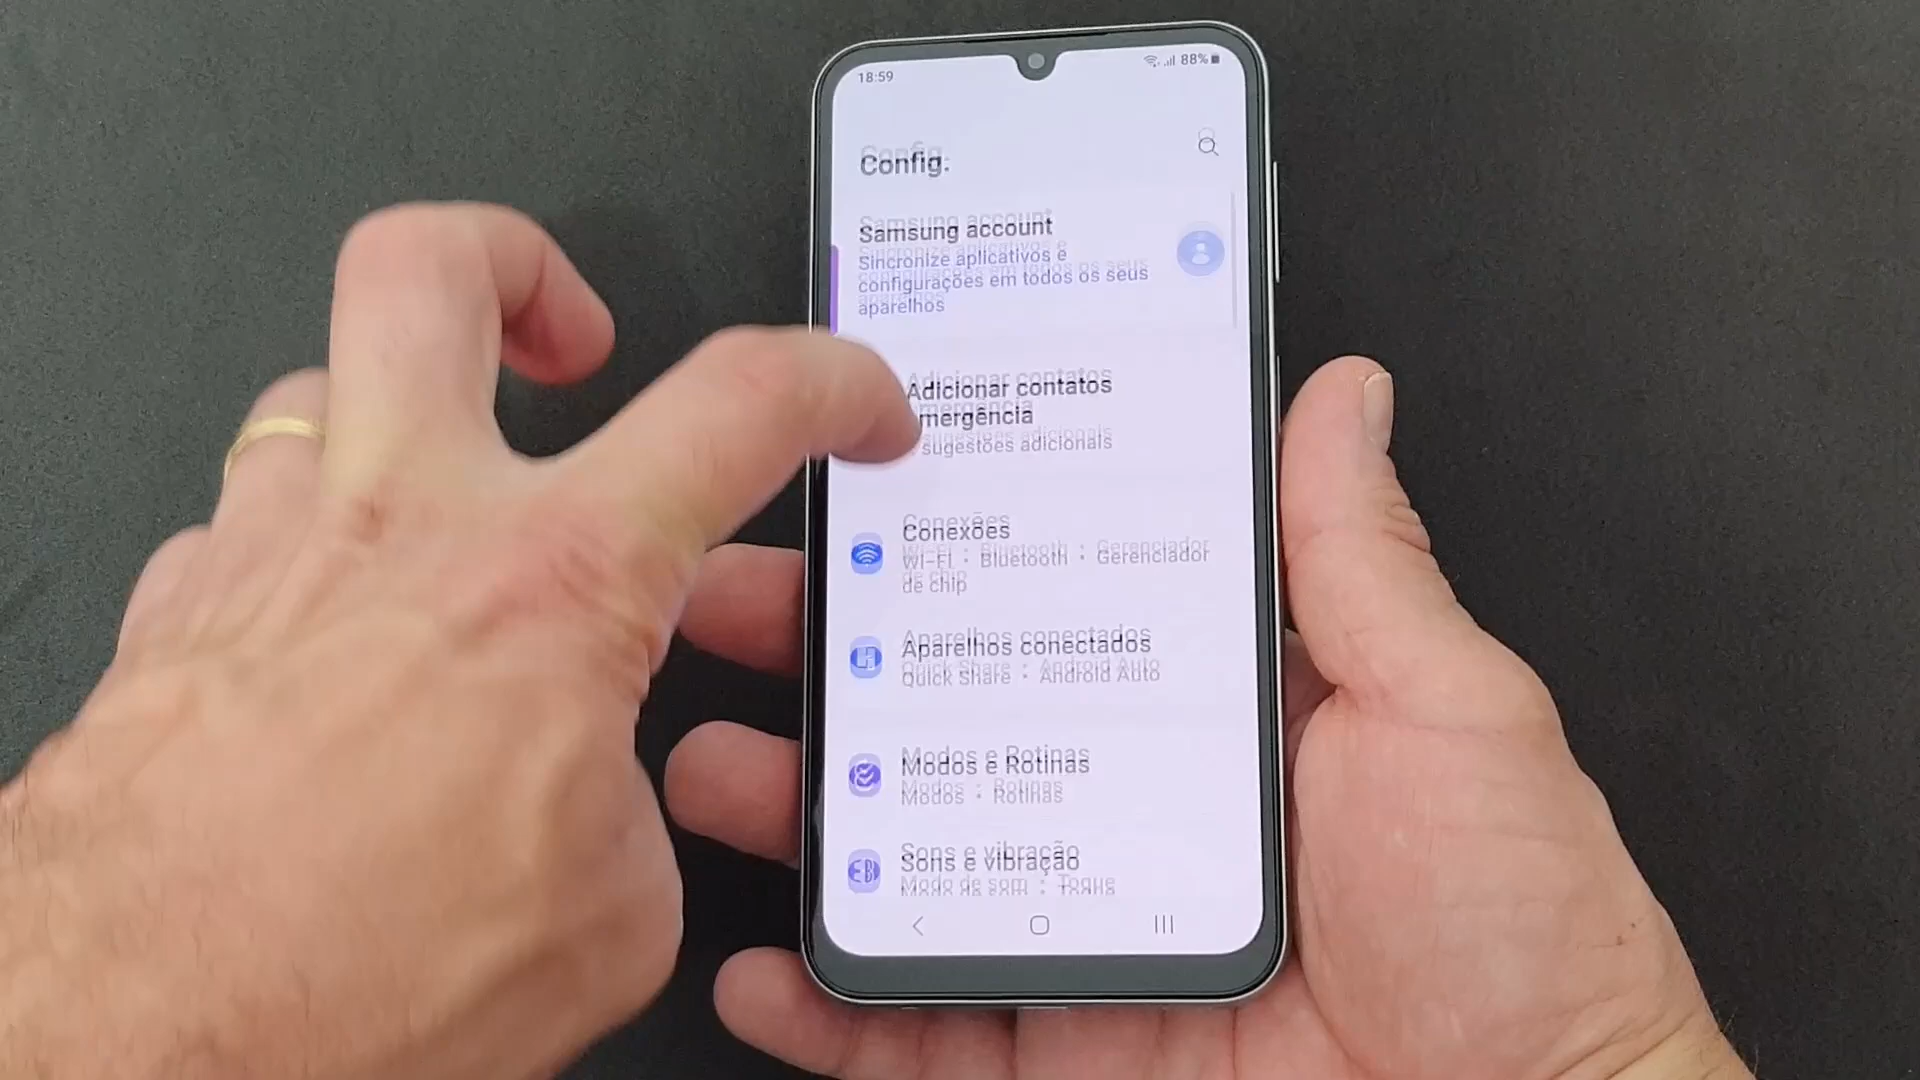 18:59
88%
Config.
Samsung account
Sincronize aplicativos e
configurações em todos os seus
aparelhos
Adicionar contatos
mergência
sugestões adicionais
Conexões
Wi-Fi • Bluetooth • Gerenciador
de chip
Aparelhos conectados
Quick Share • Android Auto
Modos e Rotinas
Modos • Rotinas
Sons e vibração
Modo de som • Toque